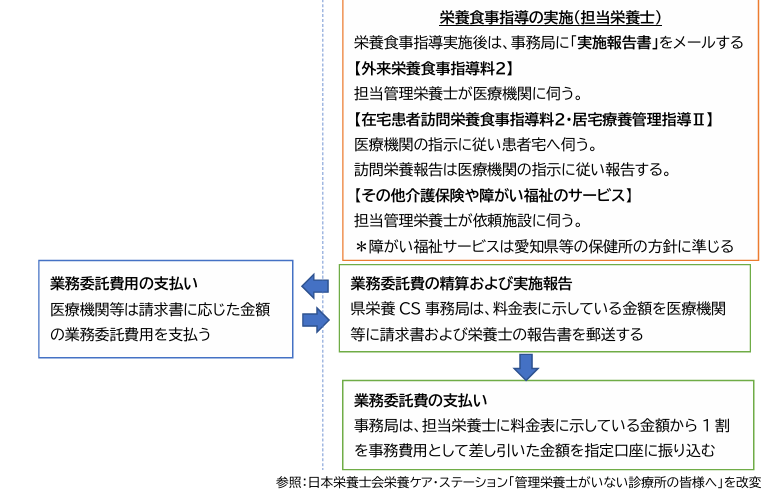 栄養食事指導の実施(担当栄養士)
栄養食事指導実施後は、事務局に「実施報告書」をメールする
【外来栄養食事指導料2】
担当管理栄養士が医療機関に伺う。
【在宅患者訪問栄養食事指導料2・居宅療養管理指導Ⅱ】
医療機関の指示に従い患者宅へ伺う。
訪問栄養報告は医療機関の指示に従い報告する。
【その他介護保険や障がい福祉のサービス】
担当管理栄養士が依頼施設に伺う。
＊障がい福祉サービスは愛知県等の保健所の方針に準じる
業務委託費用の支払い
医療機関等は請求書に応じた金額
の業務委託費用を支払う
業務委託費の精算および実施報告
県栄養 CS 事務局は、料金表に示している金額を医療機関
等に請求書および栄養士の報告書を郵送する
業務委託費の支払い
事務局は、担当栄養士に料金表に示している金額から 1 割
を事務費用として差し引いた金額を指定口座に振り込む
参照:日本栄養士会栄養ケア・ステーション「管理栄養士がいない診療所の皆様へ」を改変